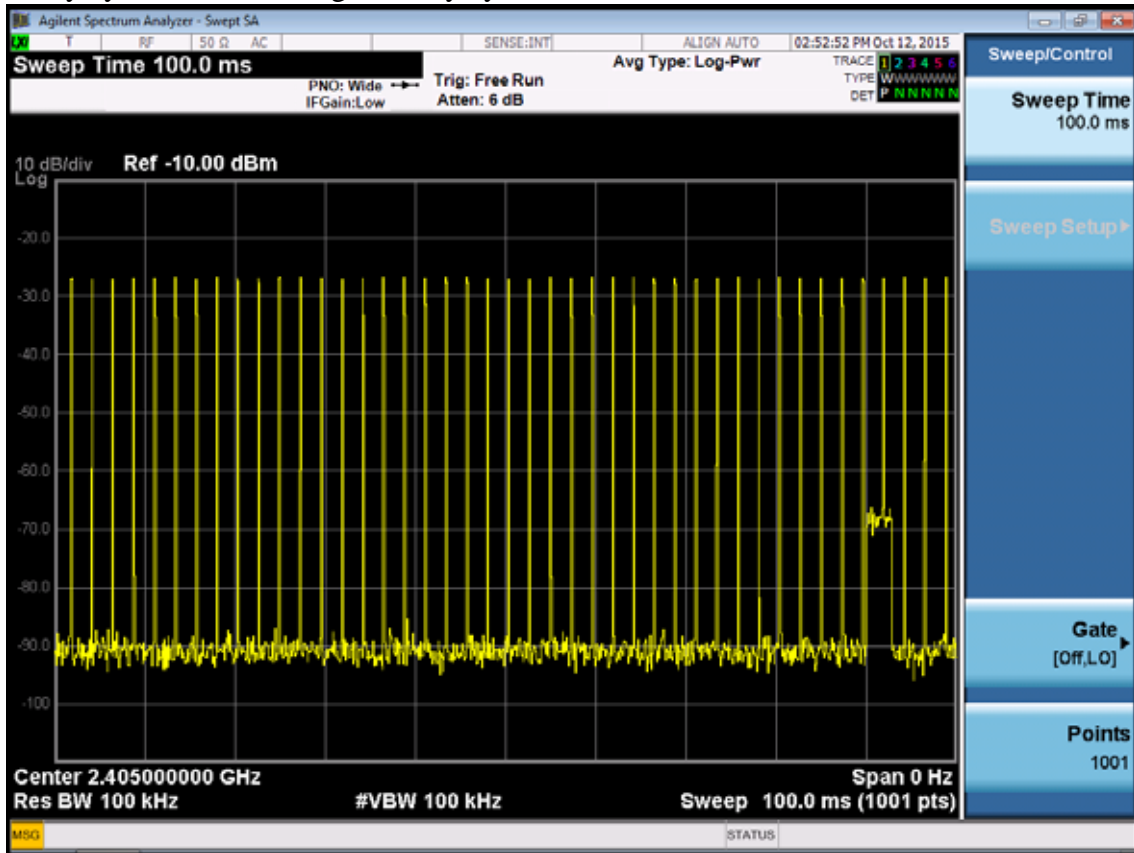 Agilent Spectrum Analyzer - Swept SA
LXI T RF 50 Ω AC SENSE:INT ALIGN AUTO 02:52:52 PM Oct 12, 2015
Sweep Time 100.0 ms
PNO: Wide
IFGain:Low
Trig: Free Run
Atten: 6 dB
Avg Type: Log-Pwr
TRACE 1 2 3 4 5 6
TYPE WWWWWW
DET P N N N N N
10 dB/div Ref -10.00 dBm
Log
-20.0
-30.0
-40.0
-50.0
-60.0
-70.0
-80.0
-90.0
-100
Center 2.405000000 GHz Span 0 Hz
Res BW 100 kHz #VBW 100 kHz Sweep 100.0 ms (1001 pts)
MSG STATUS
Sweep/Control
Sweep Time
100.0 ms
Sweep Setup
Gate
[Off,LO]
Points
1001